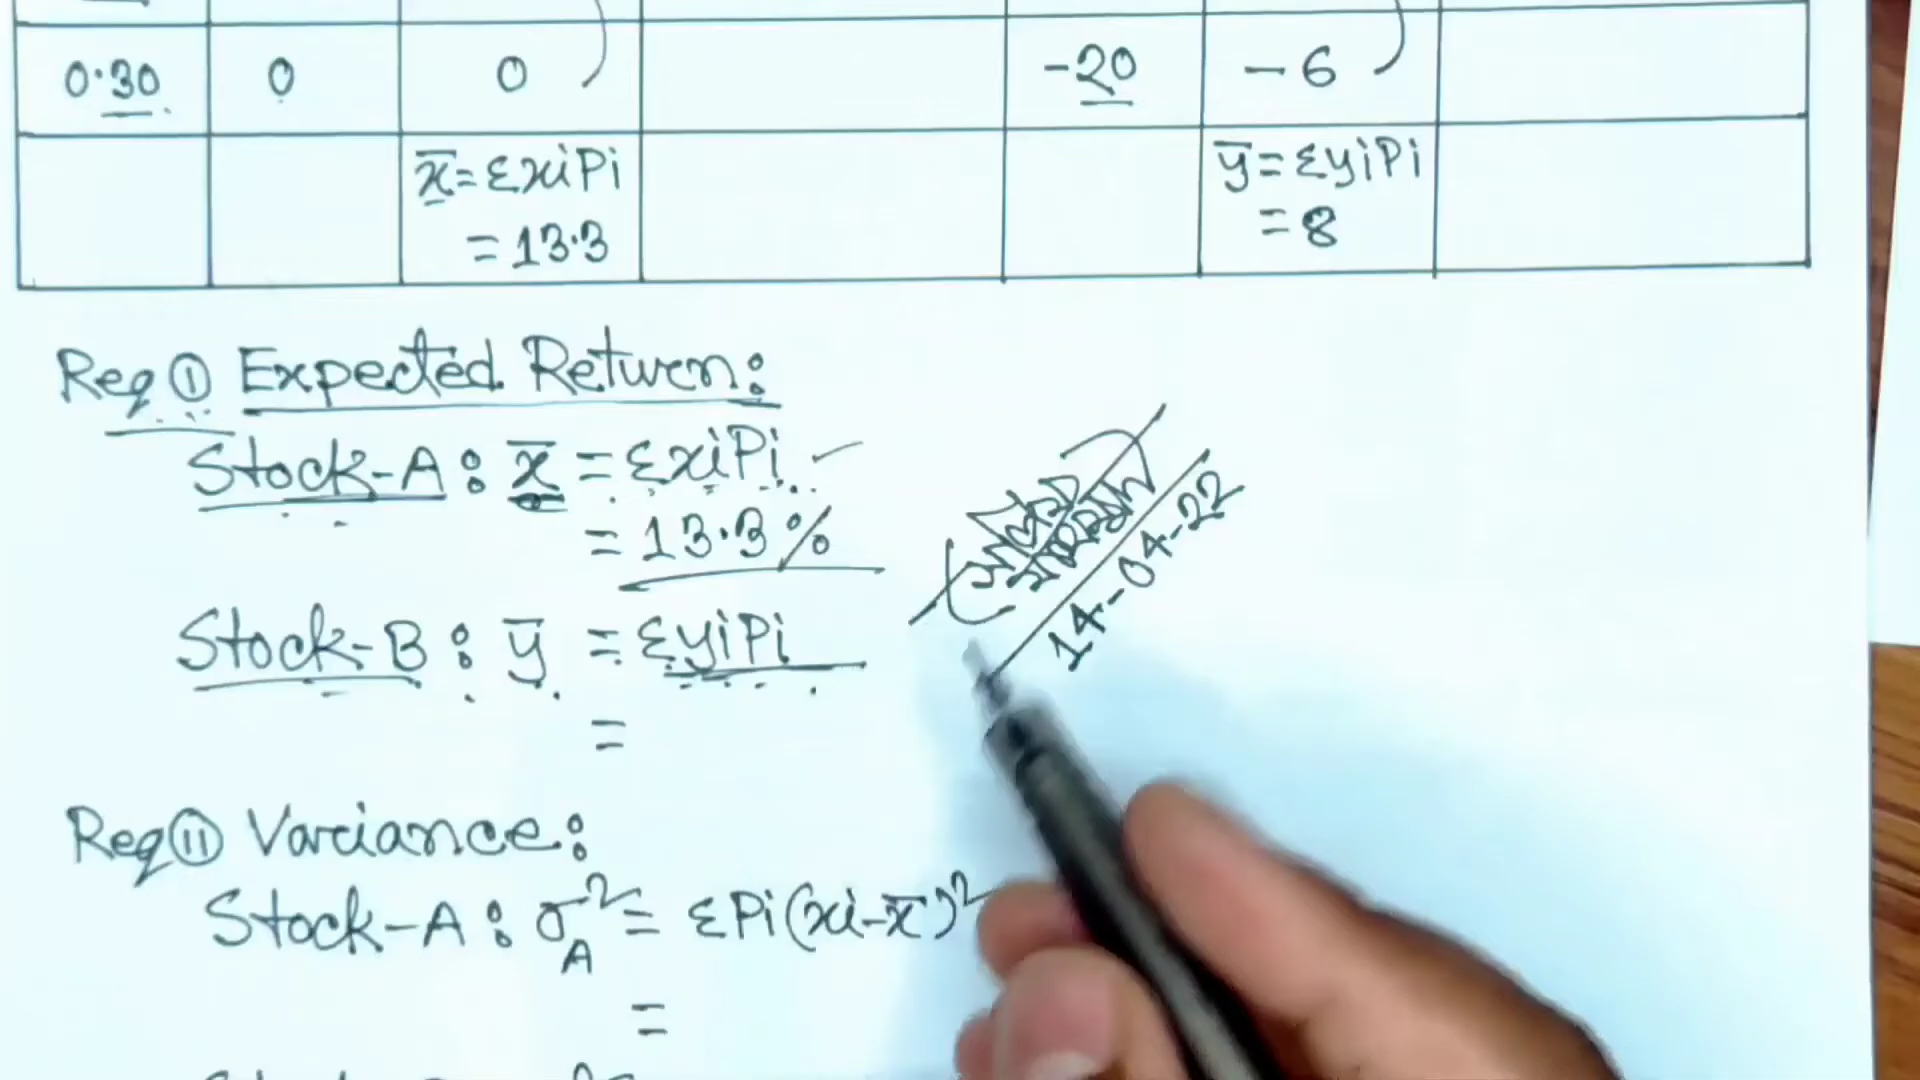 0.30 0 0 -20 -6
x̄ = ΣxiPi ȳ = ΣyiPi
= 13.3 = 8
Req ① Expected Return:
Stock-A: x̄ = ΣxiPi
= 13.3%
Stock-B: ȳ = ΣyiPi
=
14-04-22
Req ⑪ Variance:
Stock-A: σ²A = ΣPi(xi-x̄)²
=